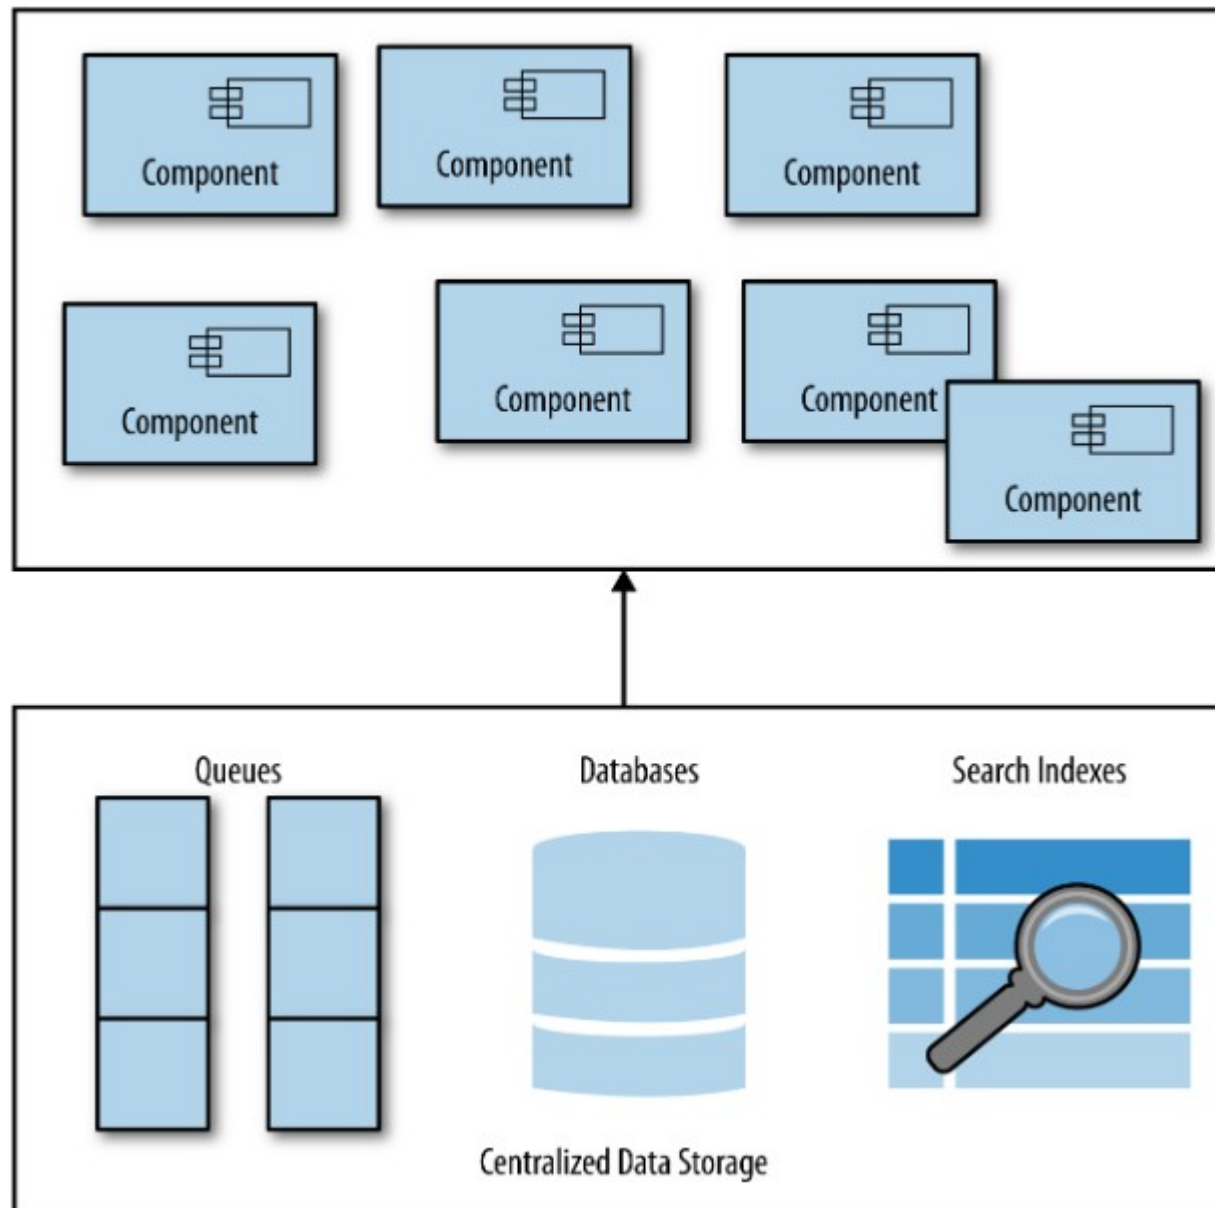 Component
Component
Component
Component
Component
Component
Component
Queues
Databases
Search Indexes
Centralized Data Storage